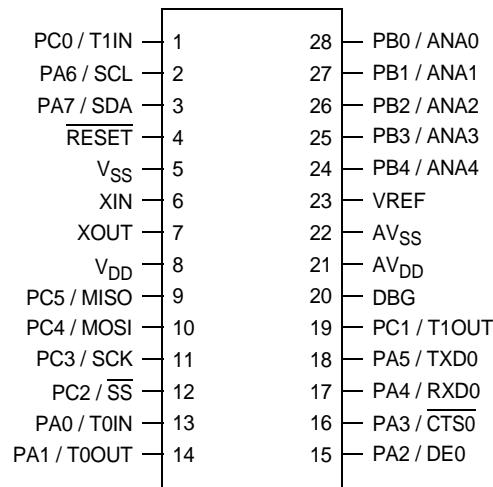 PC0 / T1IN 1 28 PB0 / ANA0
PA6 / SCL 2 27 PB1 / ANA1
PA7 / SDA 3 26 PB2 / ANA2
RESET 4 25 PB3 / ANA3
VSS 5 24 PB4 / ANA4
XIN 6 23 VREF
XOUT 7 22 AVSS
VDD 8 21 AVDD
PC5 / MISO 9 20 DBG
PC4 / MOSI 10 19 PC1 / T1OUT
PC3 / SCK 11 18 PA5 / TXD0
PC2 / SS 12 17 PA4 / RXD0
PA0 / T0IN 13 16 PA3 / CTS0
PA1 / T0OUT 14 15 PA2 / DE0